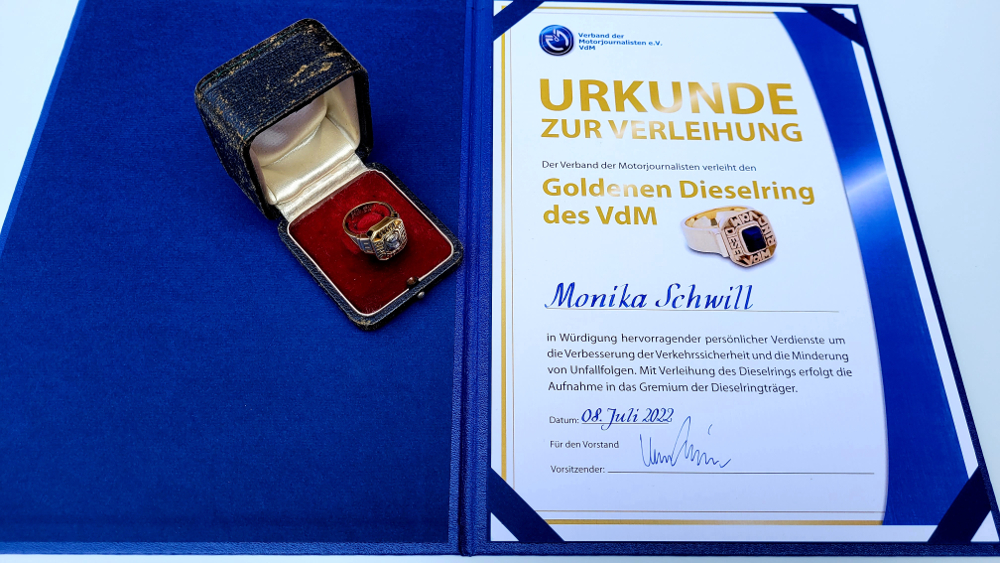 Verband der
Motorjournalisten e.V.
VdM
URKUNDE
ZUR VERLEIHUNG
Der Verband der Motorjournalisten verleiht den
Goldenen Dieselring
des VdM
Monika Schwill
in Würdigung hervorragender persönlicher Verdienste um
die Verbesserung der Verkehrssicherheit und die Minderung
von Unfallfolgen. Mit Verleihung des Dieselrings erfolgt die
Aufnahme in das Gremium der Dieselringträger.
Datum: 08. Juli 2022
Für den Vorstand
Vorsitzender: